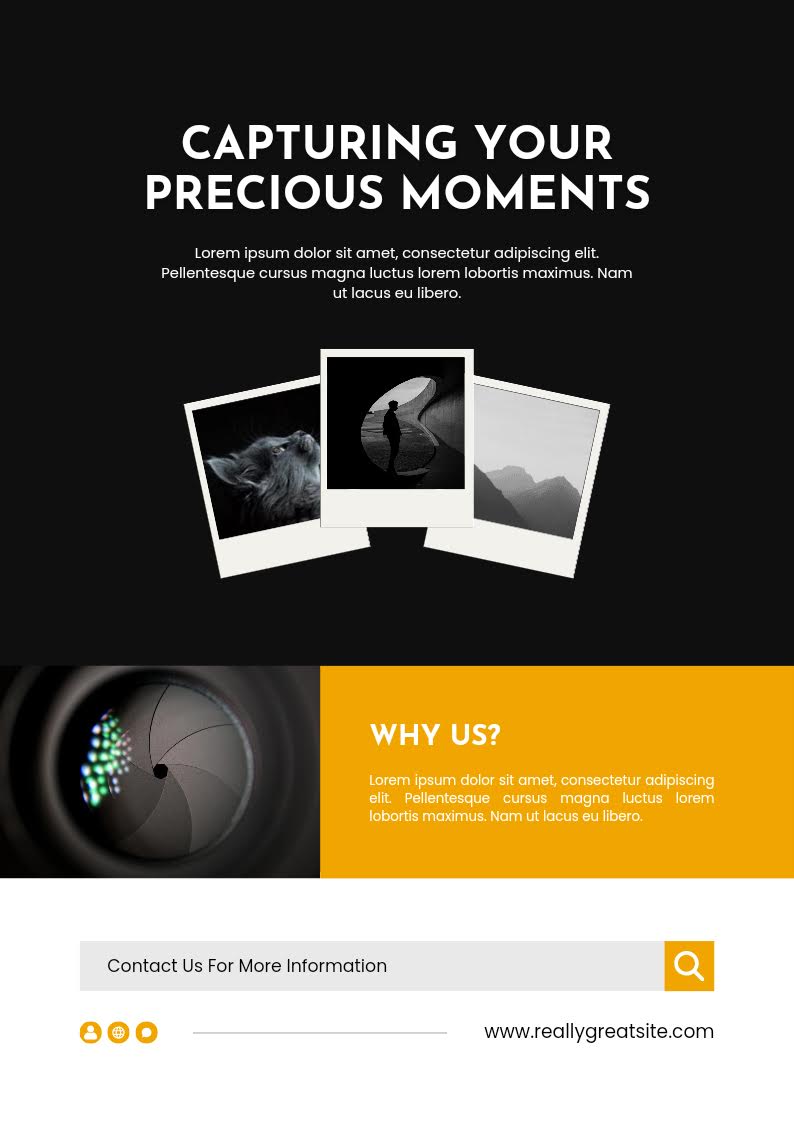 CAPTURING YOUR
PRECIOUS MOMENTS
Lorem ipsum dolor sit amet, consectetur adipiscing elit.
Pellentesque cursus magna luctus lorem lobortis maximus. Nam
ut lacus eu libero.
WHY US?
Lorem ipsum dolor sit amet, consectetur adipiscing
elit. Pellentesque cursus magna luctus lorem
lobortis maximus. Nam ut lacus eu libero.
Contact Us For More Information
www.reallygreatsite.com